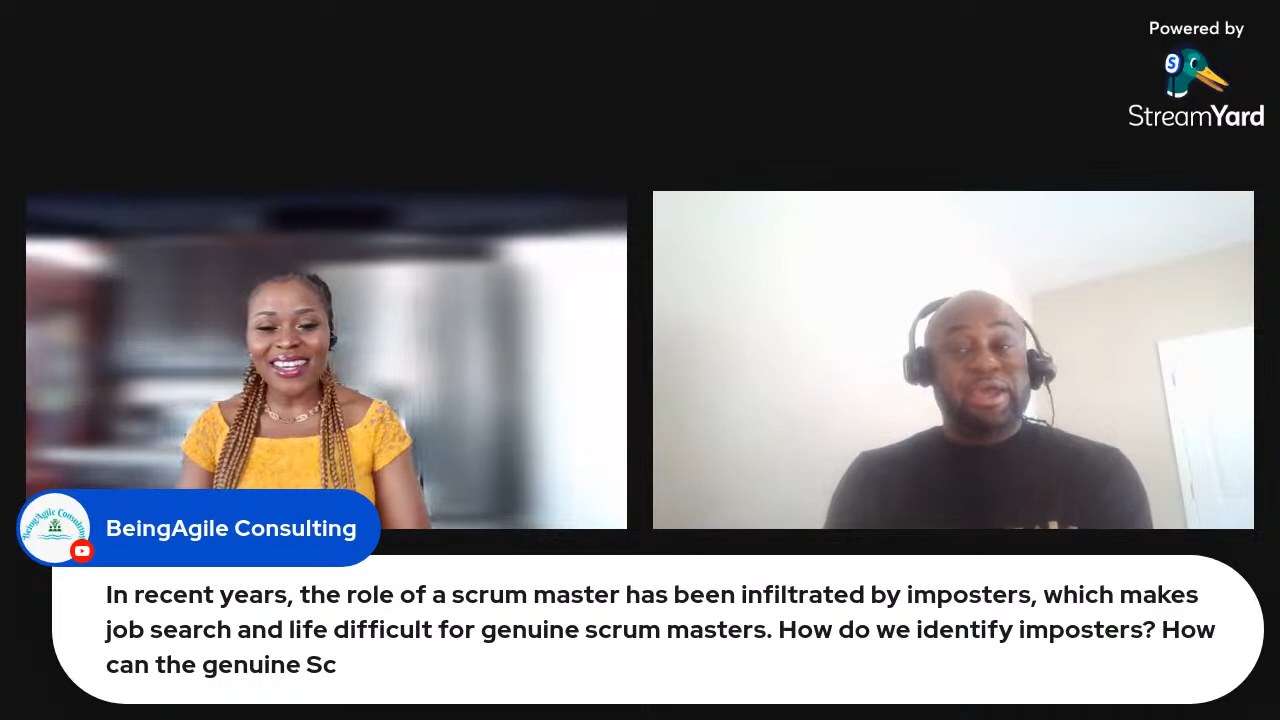 Powered by
StreamYard
BeingAgile Consulting
In recent years, the role of a scrum master has been infiltrated by imposters, which makes
job search and life difficult for genuine scrum masters. How do we identify imposters? How
can the genuine Sc